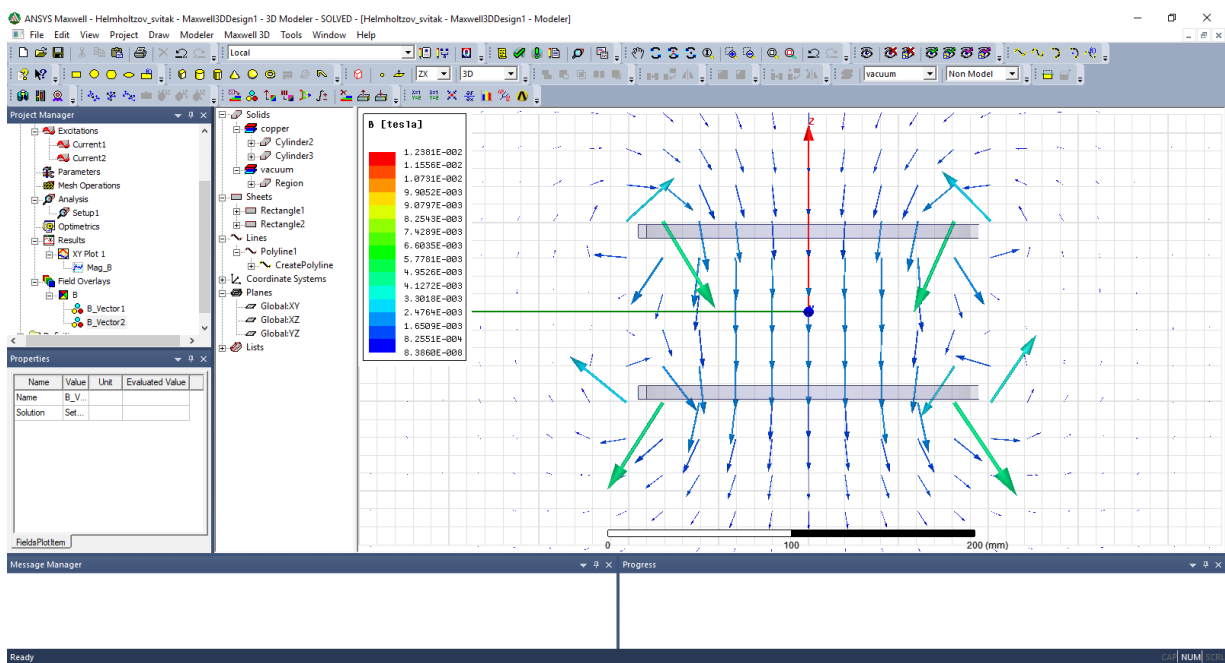 ANSYS Maxwell - Helmholtzov_svitak - Maxwell3DDesign1 - 3D Modeler - SOLVED - [Helmholtzov_svitak - Maxwell3DDesign1 - Modeler]
File Edit View Project Draw Modeler Maxwell 3D Tools Window Help
Local
ZX 3D vacuum Non Model
Project Manager
Excitations
Current1
Current2
Parameters
Mesh Operations
Analysis
Setup1
Optimetrics
Results
XY Plot 1
Mag_B
Field Overlays
B
B_Vector1
B_Vector2
Properties
Name Value Unit Evaluated Value
Name B_V...
Solution Set...
FieldsPlotItem
Solids
copper
Cylinder2
Cylinder3
vacuum
Region
Sheets
Rectangle1
Rectangle2
Lines
Polyline1
CreatePolyline
Coordinate Systems
Planes
Global:XY
Global:XZ
Global:YZ
Lists
B [tesla]
1.2381E-002
1.1556E-002
1.0731E-002
9.9052E-003
9.0797E-003
8.2543E-003
7.4289E-003
6.6035E-003
5.7781E-003
4.9526E-003
4.1272E-003
3.3018E-003
2.4764E-003
1.6509E-003
8.2551E-004
8.3860E-008
Z
0 100 200 (mm)
Message Manager
Progress
Ready
CAP NUM SCRL